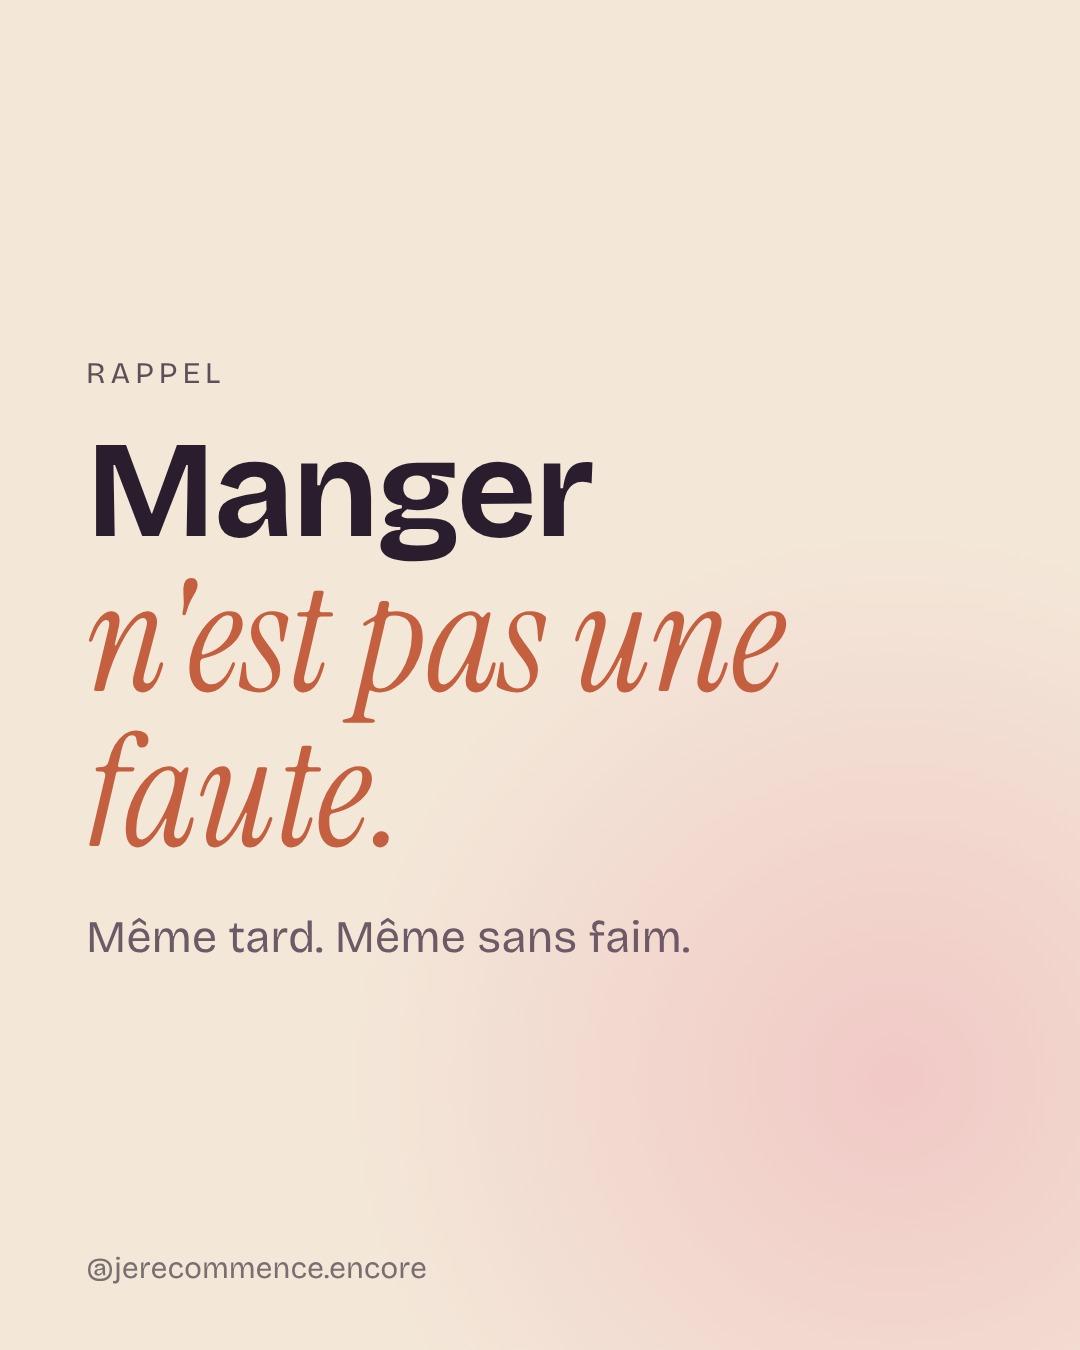 RAPPEL
Manger
n'est pas une
faute.
Même tard. Même sans faim.
@jerecommence.encore